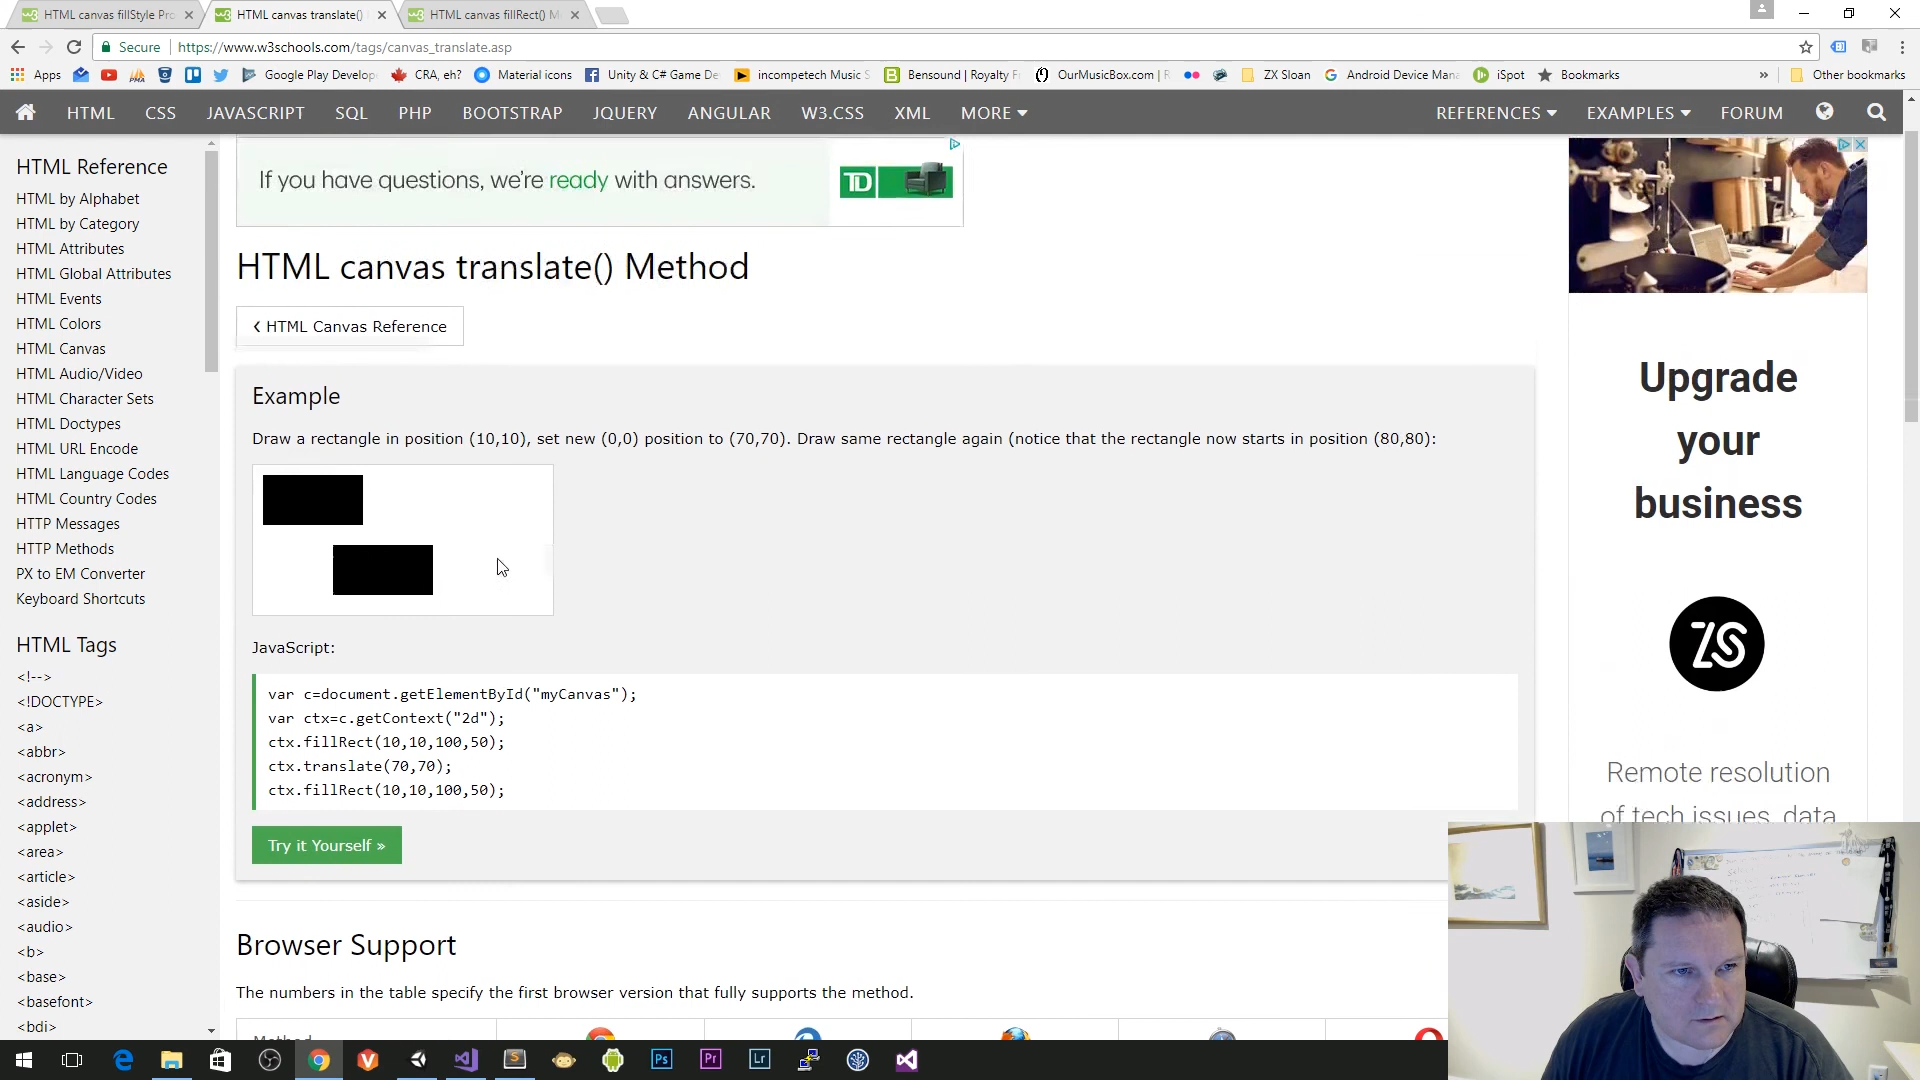 HTML canvas fillStyle Pro
HTML canvas translate()
HTML canvas fillRect() M
Secure
https://www.w3schools.com/tags/canvas_translate.asp
Apps
PMA
Google Play Develop
CRA, eh?
Material icons
Unity & C# Game De
incompetech Music S
Bensound | Royalty F
OurMusicBox.com | R
ZX Sloan
Android Device Mana
iSpot
Bookmarks
»
Other bookmarks
HTML
CSS
JAVASCRIPT
SQL
PHP
BOOTSTRAP
JQUERY
ANGULAR
W3.CSS
XML
MORE
REFERENCES
EXAMPLES
FORUM
HTML Reference
HTML by Alphabet
HTML by Category
HTML Attributes
HTML Global Attributes
HTML Events
HTML Colors
HTML Canvas
HTML Audio/Video
HTML Character Sets
HTML Doctypes
HTML URL Encode
HTML Language Codes
HTML Country Codes
HTTP Messages
HTTP Methods
PX to EM Converter
Keyboard Shortcuts
HTML Tags
<!-->
<!DOCTYPE>
<a>
<abbr>
<acronym>
<address>
<applet>
<area>
<article>
<aside>
<audio>
<b>
<base>
<basefont>
<bdi>
If you have questions, we're ready with answers.
TD
HTML canvas translate() Method
❮ HTML Canvas Reference
Example
Draw a rectangle in position (10,10), set new (0,0) position to (70,70). Draw same rectangle again (notice that the rectangle now starts in position (80,80):
JavaScript:
var c=document.getElementById("myCanvas");
var ctx=c.getContext("2d");
ctx.fillRect(10,10,100,50);
ctx.translate(70,70);
ctx.fillRect(10,10,100,50);
Try it Yourself »
Browser Support
The numbers in the table specify the first browser version that fully supports the method.
Method
Upgrade
your
business
ZS
Remote resolution
of tech issues, data
Ps
Pr
Lr